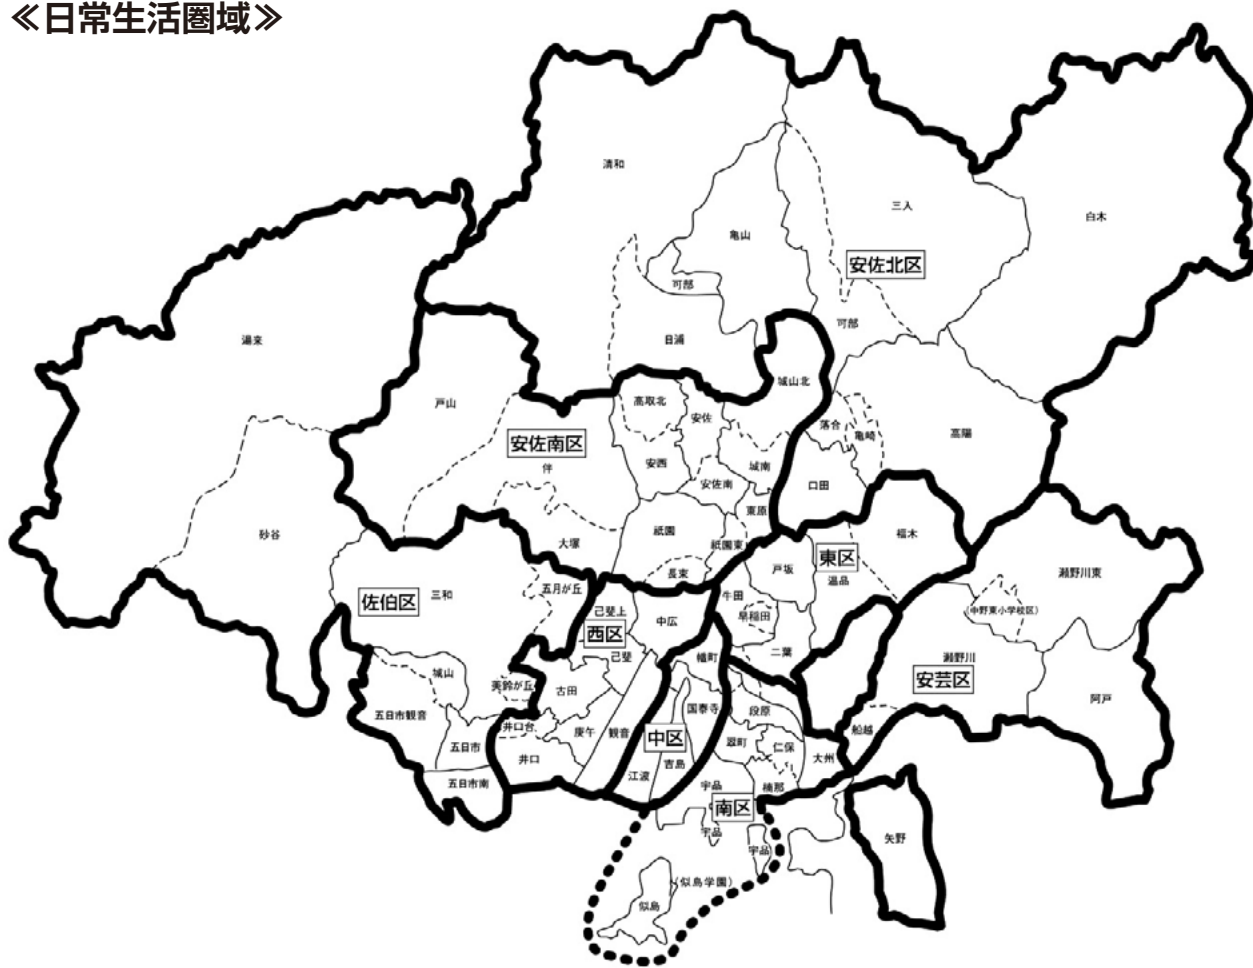 ≪日常生活圏域≫
清和
三入
白木
亀山
安佐北区
可部
可部
湯来
日浦
城山北
戸山
高取北
安佐
落合
亀崎
高陽
安佐南区
伴
安西
城南
安佐南
口田
東原
砂谷
祇園
福木
大塚
祇園東
東区
戸坂
温品
長束
瀬野川東
五月が丘
三和
佐伯区
己斐上
中広
牛田
早稲田
(中野東小学校区)
西区
己斐
幟町
二葉
瀬野川
安芸区
城山
美鈴が丘
古田
阿戸
五日市観音
国泰寺
段原
井口台
庚午
観音
中区
船越
五日市
翠町
仁保
井口
大州
吉島
江波
五日市南
宇品
楠那
南区
宇品
矢野
宇品
(似島学園)
似島